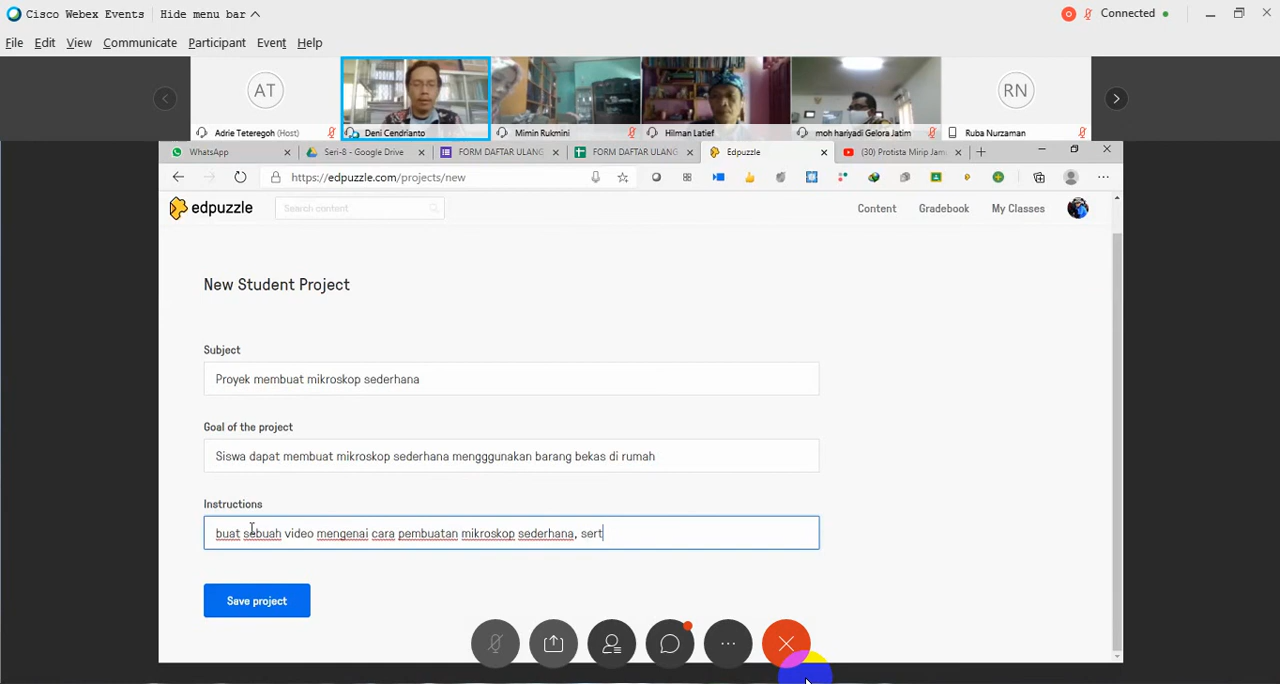 Cisco Webex Events Hide menu bar Connected
File Edit View Communicate Participant Event Help
AT RN
Adrie Teteregoh (Host) Deni Cendrianto Mimin Rukmini Hilman Latief moh hariyadi Gelora Jatim Ruba Nurzaman
WhatsApp Seri-8 - Google Drive FORM DAFTAR ULANG FORM DAFTAR ULANG Edpuzzle (30) Protista Mirip Jam
https://edpuzzle.com/projects/new
edpuzzle Search content Content Gradebook My Classes
New Student Project
Subject
Proyek membuat mikroskop sederhana
Goal of the project
Siswa dapat membuat mikroskop sederhana mengggunakan barang bekas di rumah
Instructions
buat sebuah video mengenai cara pembuatan mikroskop sederhana, sert
Save project